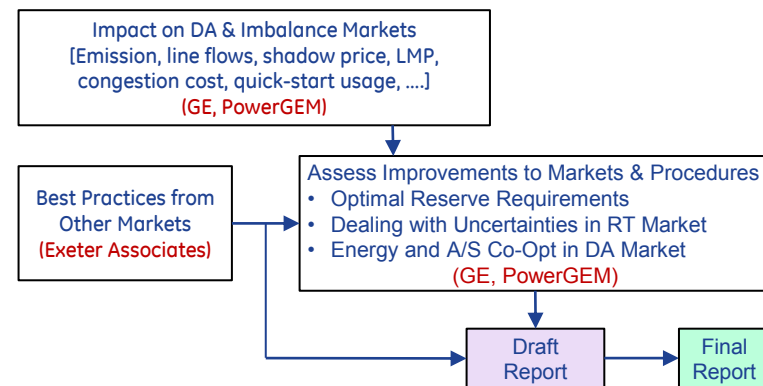 Impact on DA & Imbalance Markets
[Emission, line flows, shadow price, LMP,
congestion cost, quick-start usage, ....]
(GE, PowerGEM)
Best Practices from
Other Markets
(Exeter Associates)
Assess Improvements to Markets & Procedures
• Optimal Reserve Requirements
• Dealing with Uncertainties in RT Market
• Energy and A/S Co-Opt in DA Market
(GE, PowerGEM)
Draft
Report
Final
Report